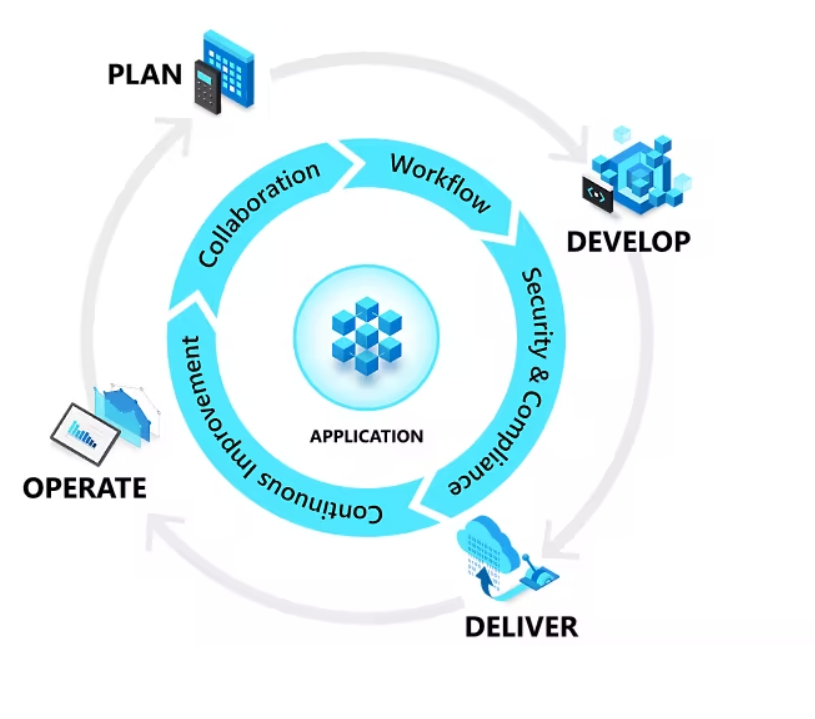 PLAN
DEVELOP
DELIVER
OPERATE
Collaboration
Workflow
Security & Compliance
Continuous Improvement
APPLICATION